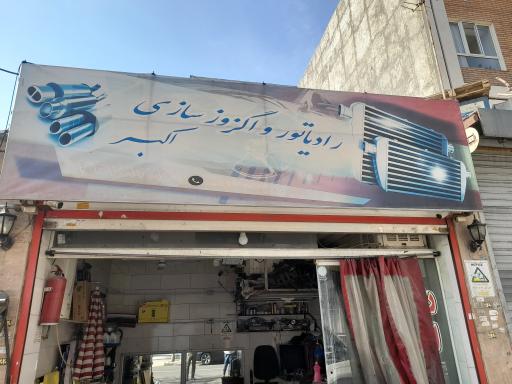 رادیاتور و اگزوز سازی
اکبر